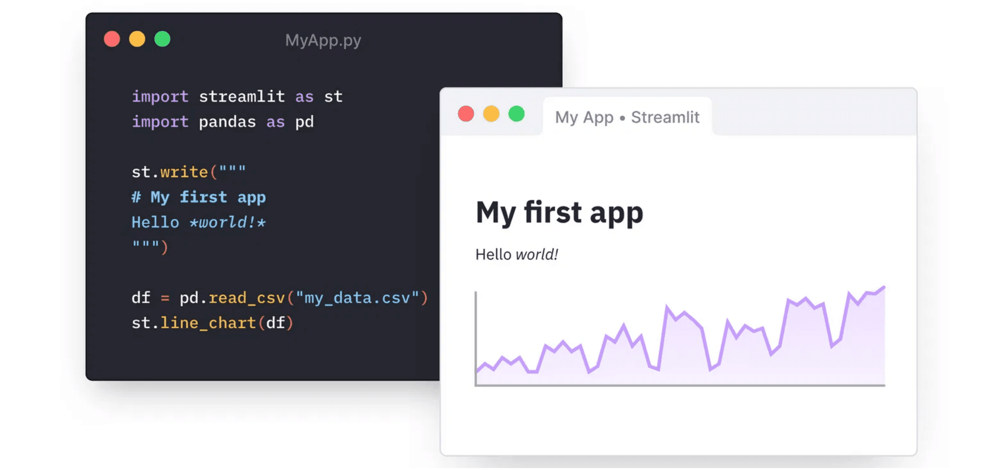 MyApp.py
import streamlit as st
import pandas as pd
st.write("""
# My first app
Hello *world!*
""")
df = pd.read_csv("my_data.csv")
st.line_chart(df)
My App • Streamlit
My first app
Hello world!